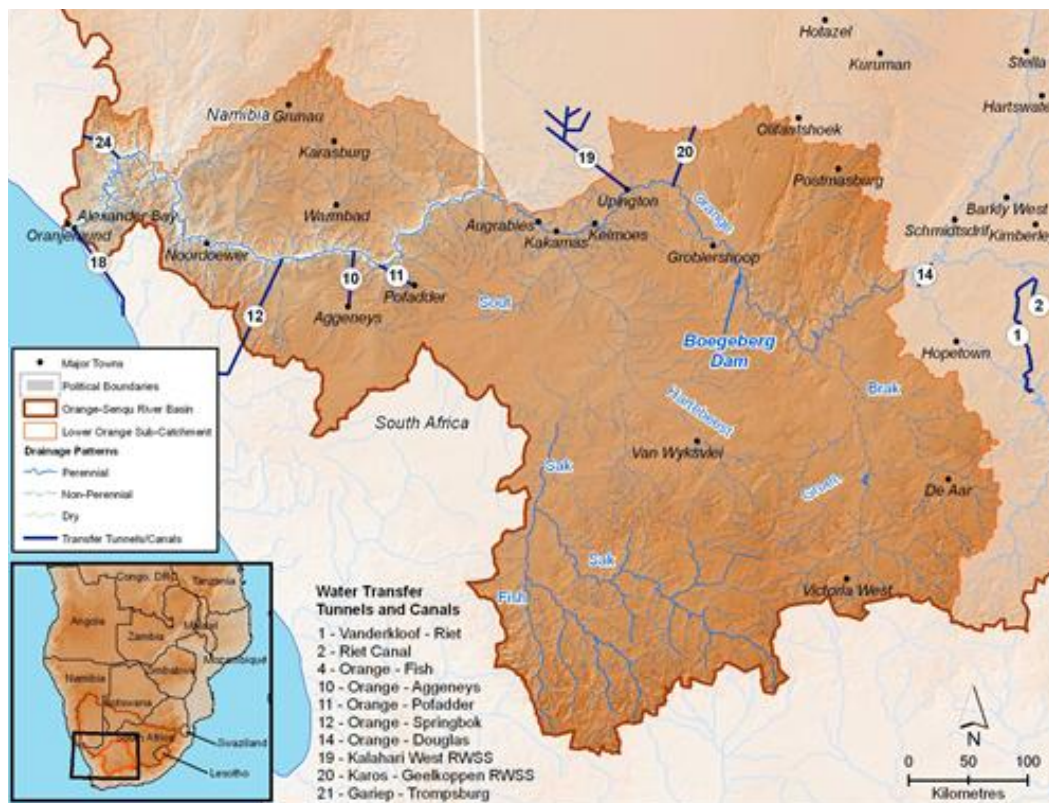 Hotazel
Kuruman
Stella
Hartswate
Namibia
Grunau
Olifantshoek
24
Karasburg
19
20
Postmasburg
Warmbad
Upington
orange
Barkly West
Alexander Bay
Oranjemund
Augrabies
Kakamas
Keimoes
Schmidtsdrif
Kimberley
Noordoewer
Groblershoop
18
10
11
14
Pofadder
Sout
2
12
Aggeneys
1
Boegeberg
Dam
Hopetown
Brak
Hartebeest
South Africa
Van Wyksvlei
Sak
De Aar
Sak
Fish
Victoria West
Major Towns
Political Boundaries
Orange-Senqu River Basin
Lower Orange Sub-Catchment
Drainage Patterns
Perennial
Non-Perennial
Dry
Transfer Tunnels/Canals
Congo, DRC
Tanzania
Angola
Zambia
Malawi
Mozambique
Zimbabwe
Namibia
Botswana
South Africa
Swaziland
Lesotho
Water Transfer
Tunnels and Canals
1 - Vanderkloof - Riet
2 - Riet Canal
4 - Orange - Fish
10 - Orange - Aggeneys
11 - Orange - Pofadder
12 - Orange - Springbok
14 - Orange - Douglas
19 - Kalahari West RWSS
20 - Karos - Geelkoppen RWSS
21 - Gariep - Trompsburg
N
0 50 100
Kilometres